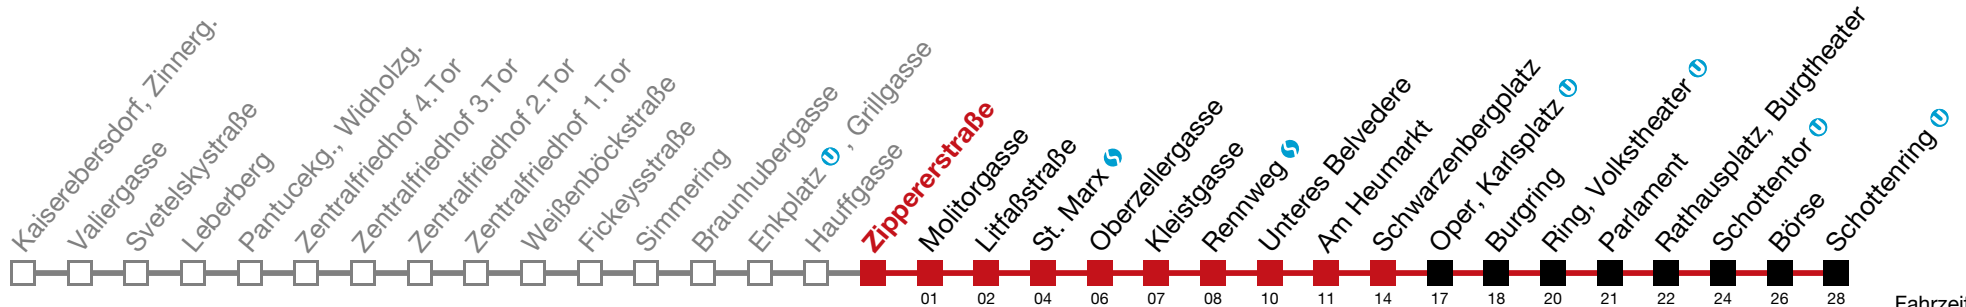 Kaiserebersdorf, Zinnerg.
Valiergasse
Svetelskystraße
Leberberg
Pantucekg., Widholzg.
Zentralfriedhof 4.Tor
Zentralfriedhof 3.Tor
Zentralfriedhof 2.Tor
Zentralfriedhof 1.Tor
Weißenböckstraße
Fickeysstraße
Simmering
Braunhubergasse
Enkplatz U , Grillgasse
Hauffgasse
Zippererstraße
Molitorgasse
Litfaßstraße
St. Marx S
Oberzellergasse
Kleistgasse
Rennweg S
Unteres Belvedere
Am Heumarkt
Schwarzenbergplatz
Oper, Karlsplatz U
Burgring
Ring, Volkstheater U
Parlament
Rathausplatz, Burgtheater
Schottentor U
Börse
Schottenring U
01 02 04 06 07 08 10 11 14 17 18 20 21 22 24 26 28 Fahrzeit